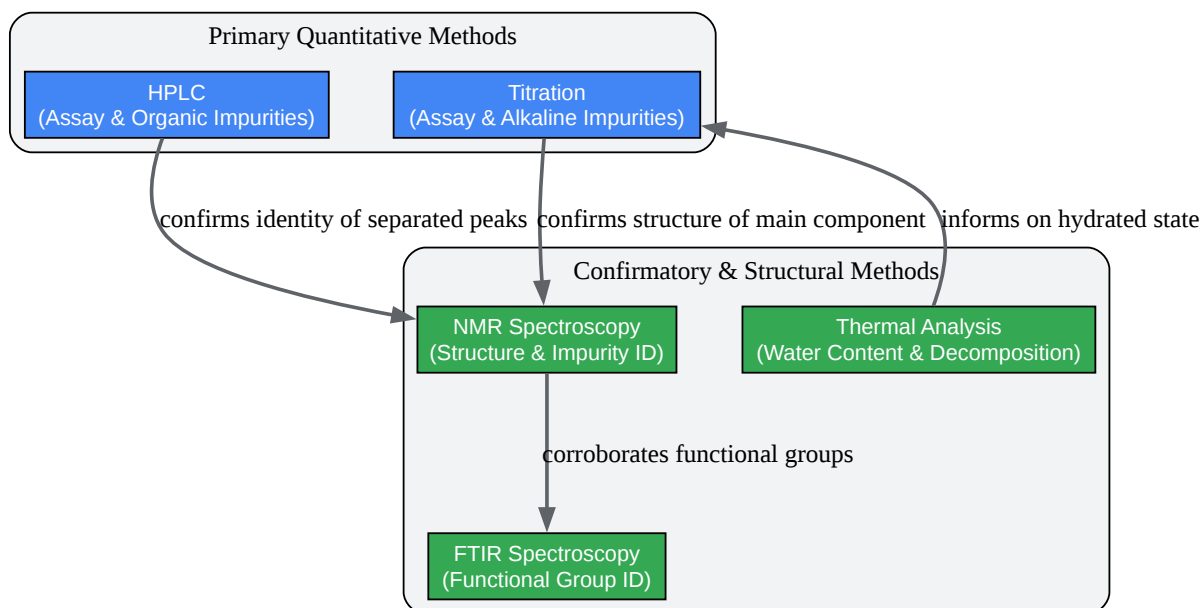 Primary Quantitative Methods
HPLC
(Assay & Organic Impurities)
Titration
(Assay & Alkaline Impurities)
confirms identity of separated peaks
confirms structure of main component
informs on hydrated state
Confirmatory & Structural Methods
NMR Spectroscopy
(Structure & Impurity ID)
Thermal Analysis
(Water Content & Decomposition)
corroborates functional groups
FTIR Spectroscopy
(Functional Group ID)